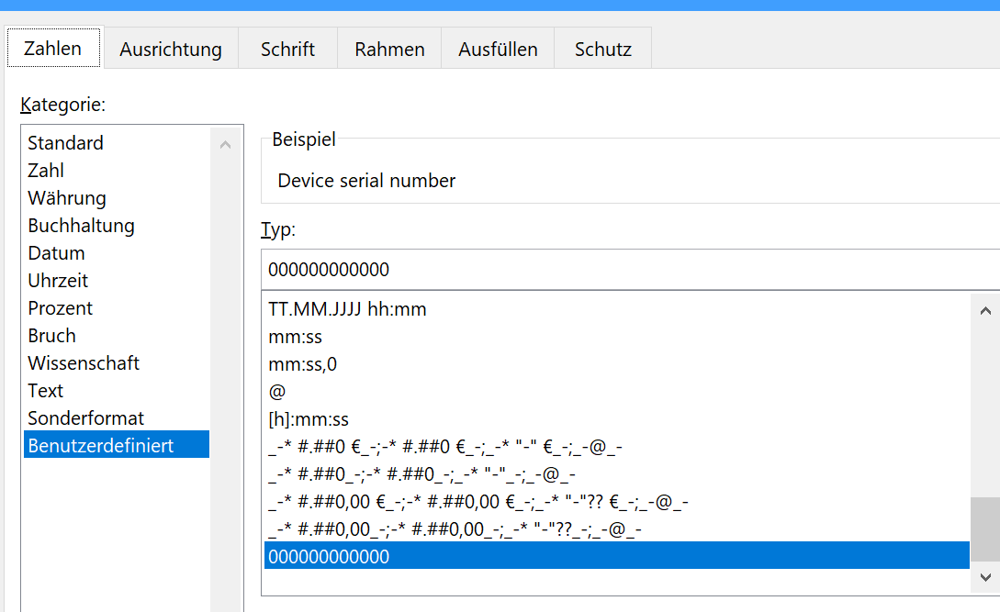 Zahlen Ausrichtung Schrift Rahmen Ausfüllen Schutz
Kategorie:
Standard
Zahl
Währung
Buchhaltung
Datum
Uhrzeit
Prozent
Bruch
Wissenschaft
Text
Sonderformat
Benutzerdefiniert
Beispiel
Device serial number
Typ:
000000000000
TT.MM.JJJJ hh:mm
mm:ss
mm:ss,0
@
[h]:mm:ss
_-* #.##0 €_-;-* #.##0 €_-;_-* "-" €_-;_-@_-
_-* #.##0_-;-* #.##0_-;_-* "-"_-;_-@_-
_-* #.##0,00 €_-;-* #.##0,00 €_-;_-* "-"?? €_-;_-@_-
_-* #.##0,00_-;-* #.##0,00_-;_-* "-"??_-;_-@_-
000000000000